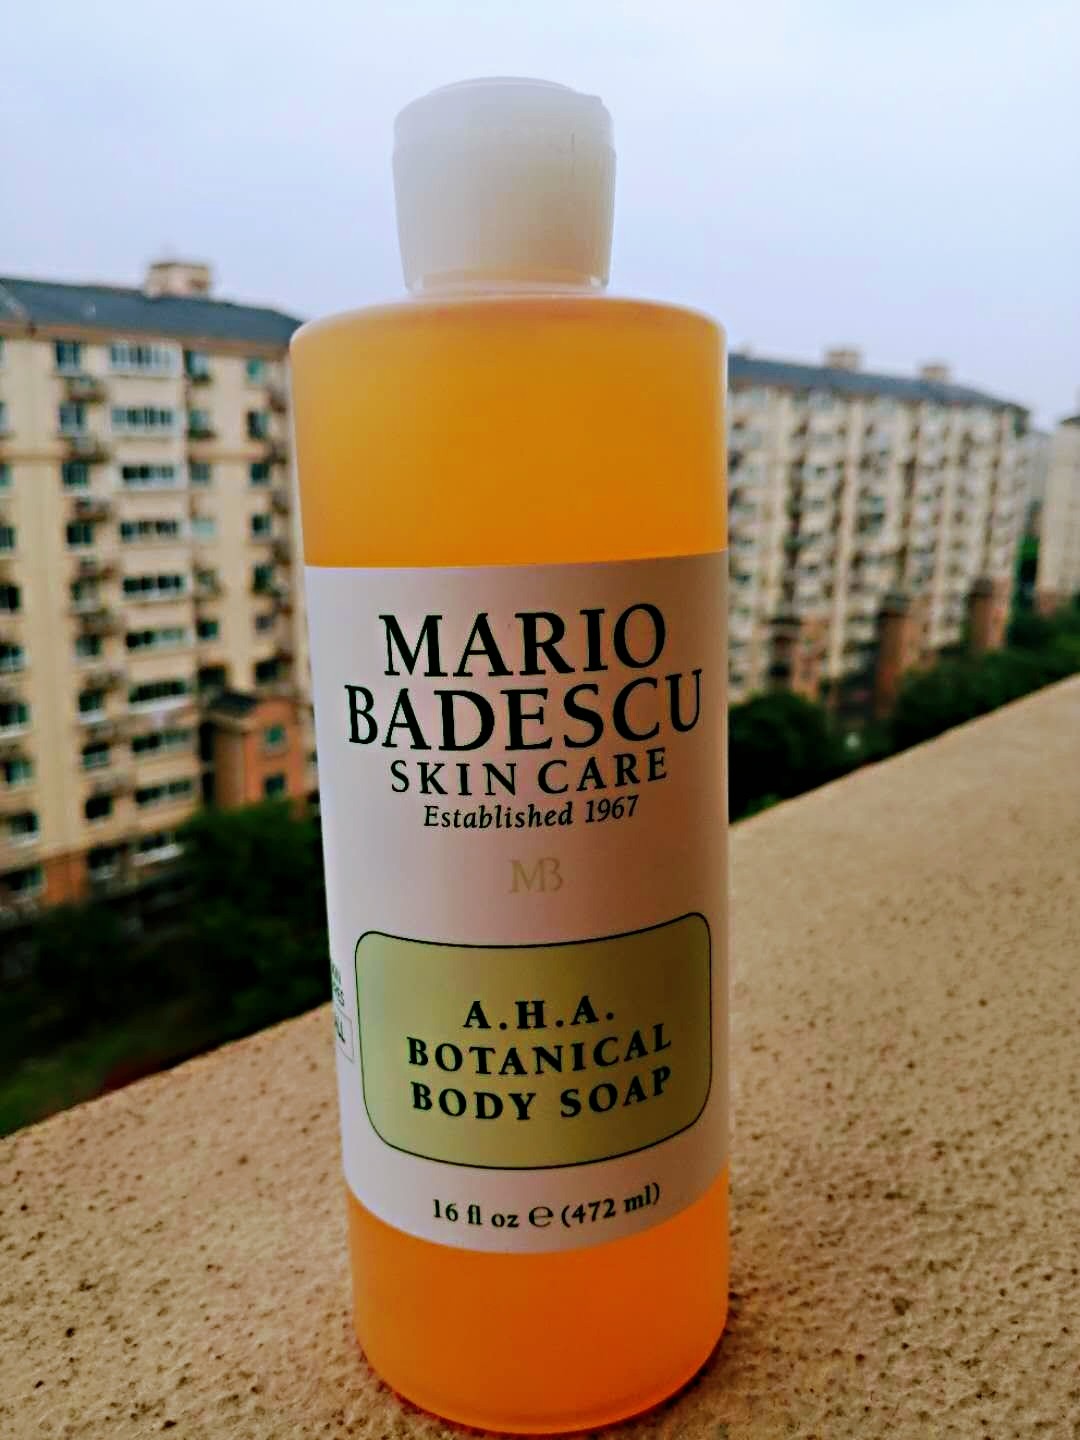 MARIO
BADESCU
SKIN CARE
Established 1967
MB
A.H.A.
BOTANICAL
BODY SOAP
16 fl oz ℮ (472 ml)